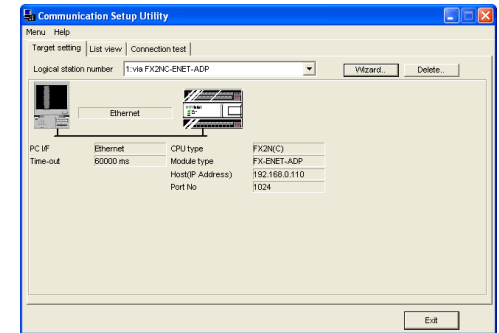 Communication Setup Utility
Menu Help
Target setting List view Connection test
Logical station number 1:via FX2NC-ENET-ADP Wizard.. Delete..
Ethernet
PC I/F Ethernet CPU type FX2N(C)
Time-out 60000 ms Module type FX-ENET-ADP
Host(IP Address) 192.168.0.110
Port No 1024
Exit